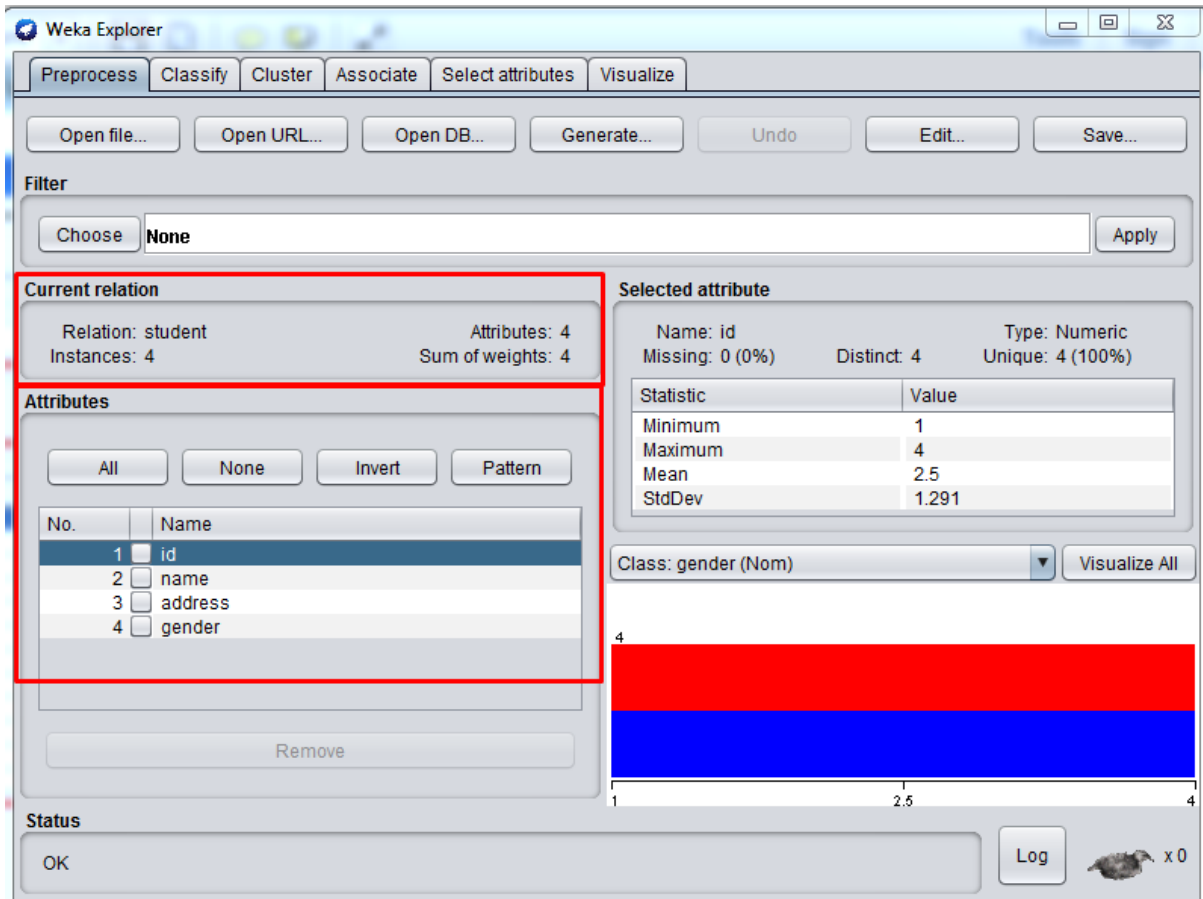 Weka Explorer
Preprocess Classify Cluster Associate Select attributes Visualize
Open file... Open URL... Open DB... Generate... Undo Edit... Save...
Filter
Choose None Apply
Current relation
Relation: student Attributes: 4
Instances: 4 Sum of weights: 4
Attributes
All None Invert Pattern
No. Name
1 id
2 name
3 address
4 gender
Remove
Selected attribute
Name: id Type: Numeric
Missing: 0 (0%) Distinct: 4 Unique: 4 (100%)
Statistic Value
Minimum 1
Maximum 4
Mean 2.5
StdDev 1.291
Class: gender (Nom) Visualize All
4
1 2.5 4
Status
OK Log x 0